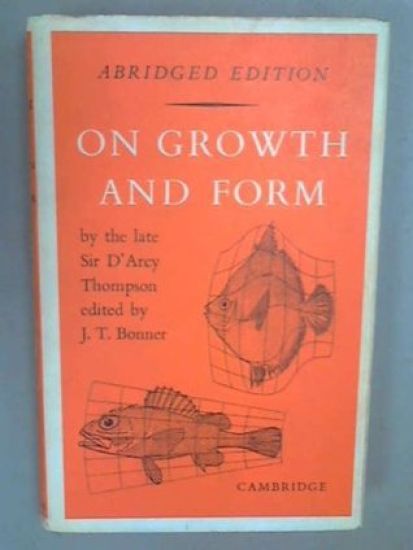 ABRIDGED EDITION
ON GROWTH
AND FORM
by the late
Sir D'Arcy
Thompson
edited by
J. T. Bonner
CAMBRIDGE